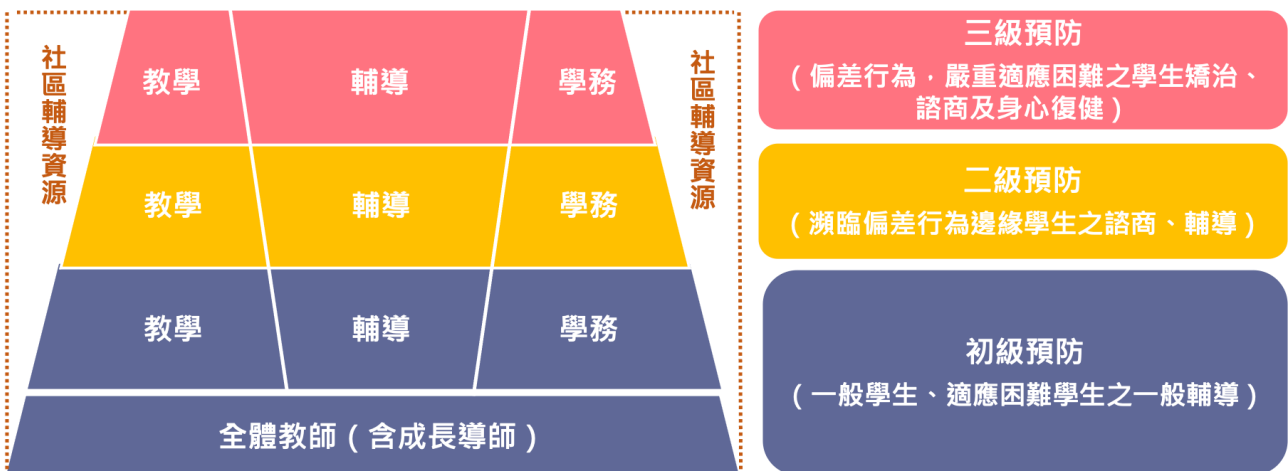 社區輔導資源
教學
輔導
學務
教學
輔導
學務
教學
輔導
學務
全體教師（含成長導師）
社區輔導資源
三級預防
（偏差行為，嚴重適應困難之學生矯治、
諮商及身心復健）
二級預防
（瀕臨偏差行為邊緣學生之諮商、輔導）
初級預防
（一般學生、適應困難學生之一般輔導）